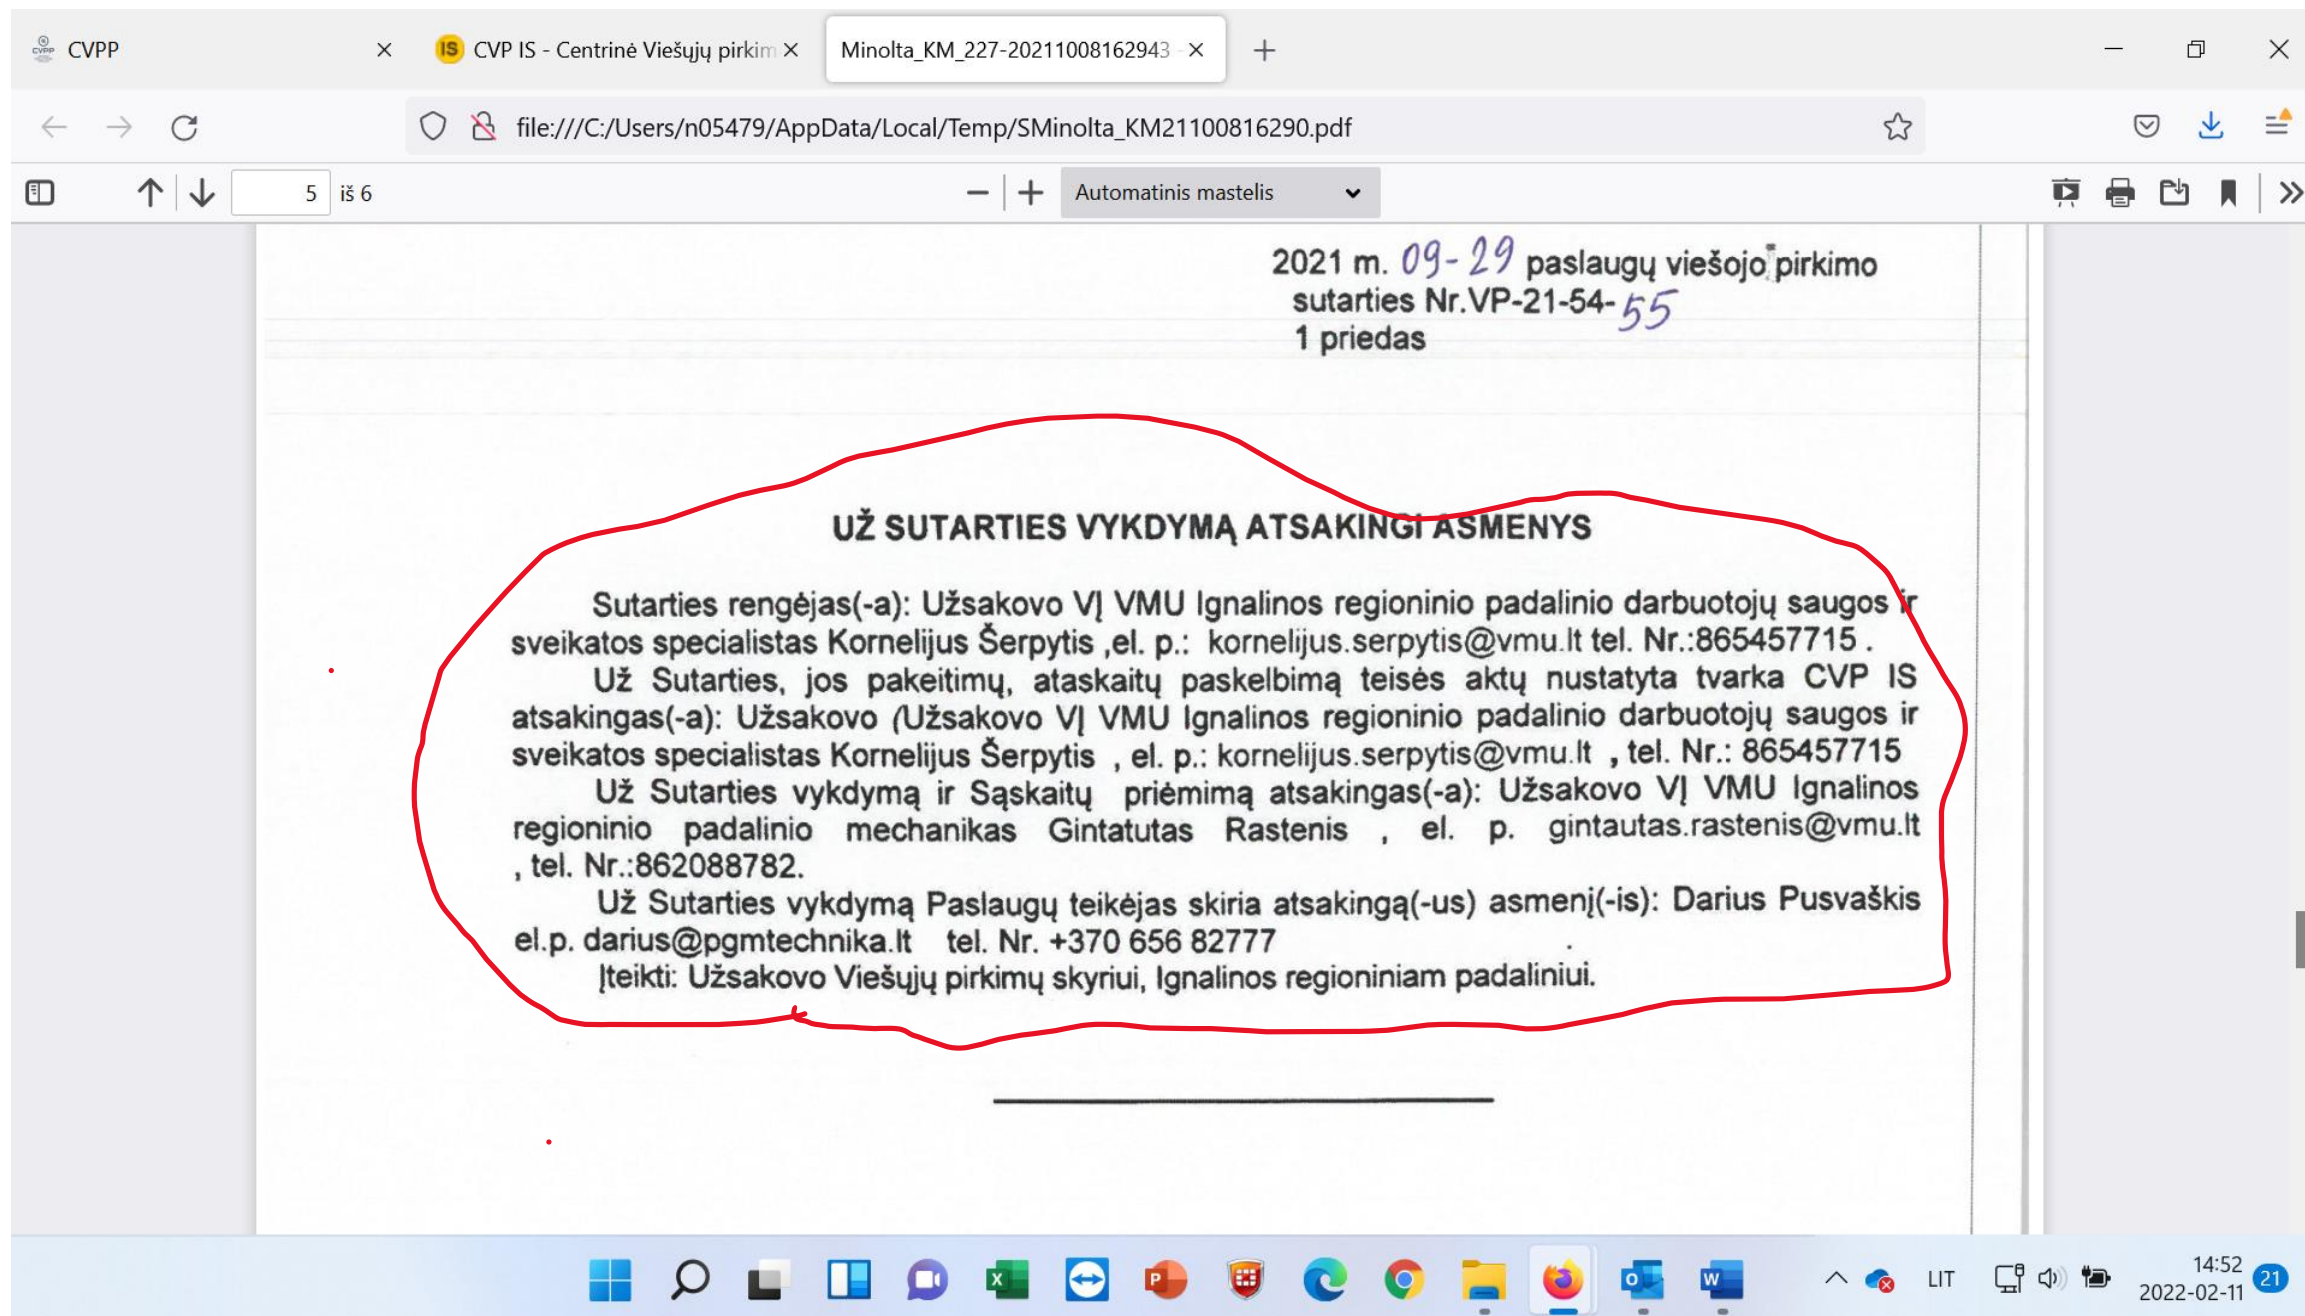 CVPP
CVP IS - Centrinė Viešųjų pirkim
Minolta_KM_227-20211008162943
file:///C:/Users/n05479/AppData/Local/Temp/SMinolta_KM21100816290.pdf
5 iš 6
Automatinis mastelis
2021 m. 09-29 paslaugų viešojo pirkimo
sutarties Nr.VP-21-54-55
1 priedas
UŽ SUTARTIES VYKDYMĄ ATSAKINGI ASMENYS
Sutarties rengėjas(-a): Užsakovo VĮ VMU Ignalinos regioninio padalinio darbuotojų saugos ir
sveikatos specialistas Kornelijus Šerpytis ,el. p.: kornelijus.serpytis@vmu.lt tel. Nr.:865457715 .
Už Sutarties, jos pakeitimų, ataskaitų paskelbimą teisės aktų nustatyta tvarka CVP IS
atsakingas(-a): Užsakovo (Užsakovo VĮ VMU Ignalinos regioninio padalinio darbuotojų saugos ir
sveikatos specialistas Kornelijus Šerpytis , el. p.: kornelijus.serpytis@vmu.lt , tel. Nr.: 865457715
Už Sutarties vykdymą ir Sąskaitų priėmimą atsakingas(-a): Užsakovo VĮ VMU Ignalinos
regioninio padalinio mechanikas Gintatutas Rastenis , el. p. gintautas.rastenis@vmu.lt
, tel. Nr.:862088782.
Už Sutarties vykdymą Paslaugų teikėjas skiria atsakingą(-us) asmenį(-is): Darius Pusvaškis
el.p. darius@pgmtechnika.lt tel. Nr. +370 656 82777
Įteikti: Užsakovo Viešųjų pirkimų skyriui, Ignalinos regioniniam padaliniui.
LIT
14:52
2022-02-11
21